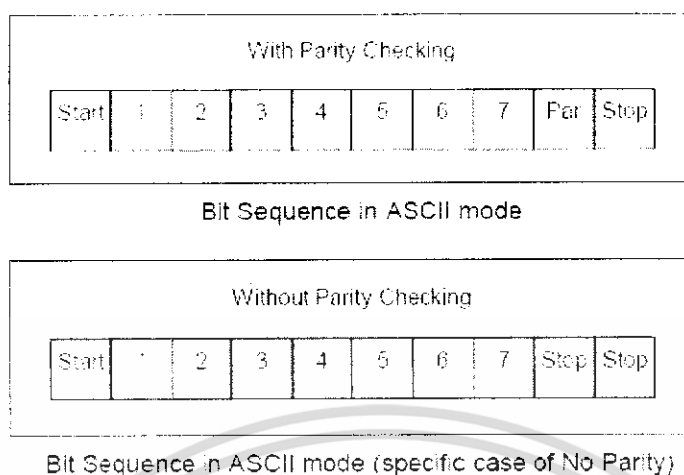 With Parity Checking
Start 1 2 3 4 5 6 7 Par Stop
Bit Sequence in ASCII mode
Without Parity Checking
Start 1 2 3 4 5 6 7 Stop Stop
Bit Sequence in ASCII mode (specific case of No Parity)